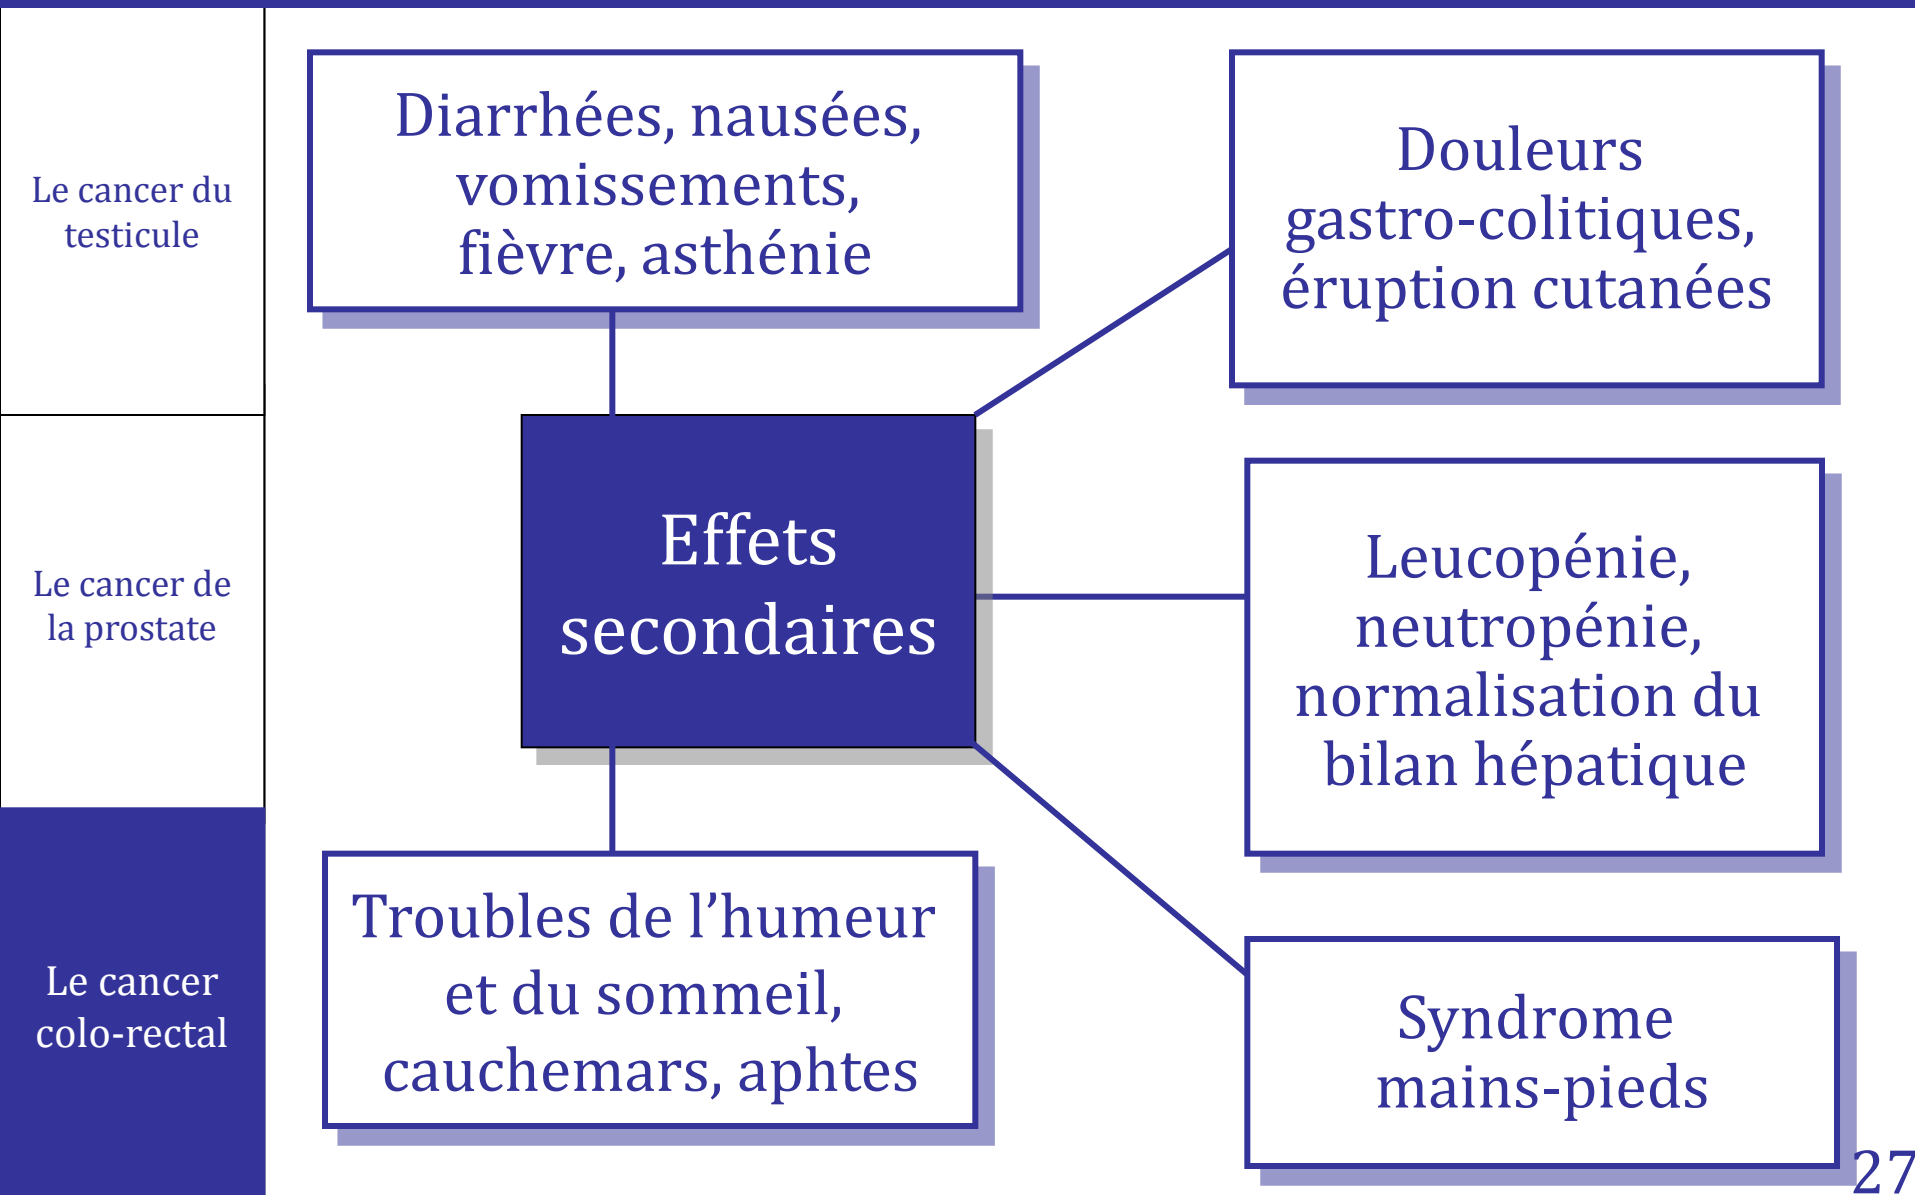 Le cancer du
testicule
Le cancer de
la prostate
Le cancer
colo-rectal
Diarrhées, nausées,
vomissements,
fièvre, asthénie
Douleurs
gastro-colitiques,
éruption cutanées
Effets
secondaires
Leucopénie,
neutropénie,
normalisation du
bilan hépatique
Troubles de l’humeur
et du sommeil,
cauchemars, aphtes
Syndrome
mains-pieds
27